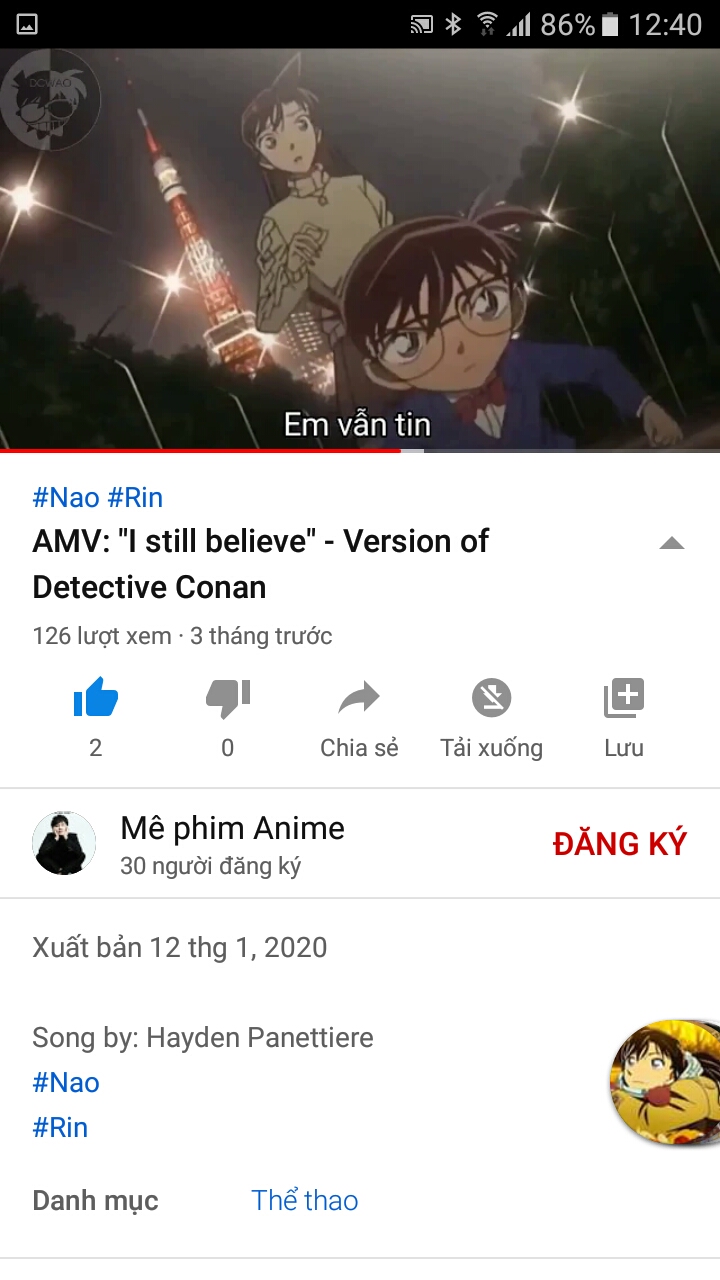 86% 12:40
DCWAO
Em vẫn tin
#Nao #Rin
AMV: "I still believe" - Version of
Detective Conan
126 lượt xem · 3 tháng trước
2
0
Chia sẻ
Tải xuống
Lưu
Mê phim Anime
30 người đăng ký
ĐĂNG KÝ
Xuất bản 12 thg 1, 2020
Song by: Hayden Panettiere
#Nao
#Rin
Danh mục
Thể thao